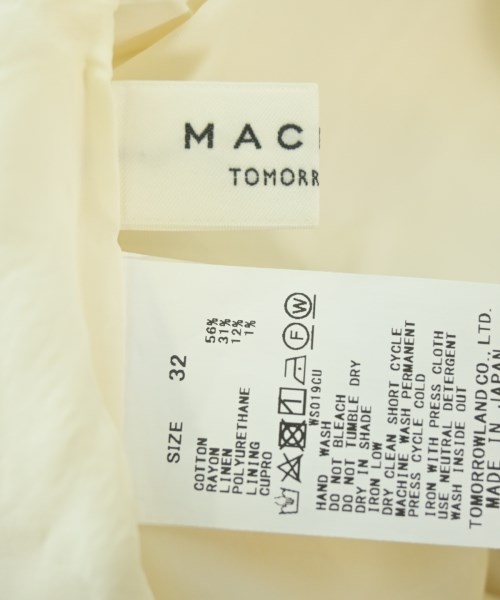 MAC
TOMORR
SIZE 32
COTTON 56%
RAYON 31%
LINEN 12%
POLYURETHANE 1%
LINING
CUPRO
F W
WS019CU
HAND WASH
DO NOT BLEACH
DO NOT TUMBLE DRY
DRY IN SHADE
IRON LOW
DRY CLEAN SHORT CYCLE
MACHINE WASH PERMANENT
PRESS CYCLE COLD
IRON WITH PRESS CLOTH
USE NEUTRAL DETERGENT
WASH INSIDE OUT
TOMORROWLAND CO., LTD.
MADE IN JAPAN